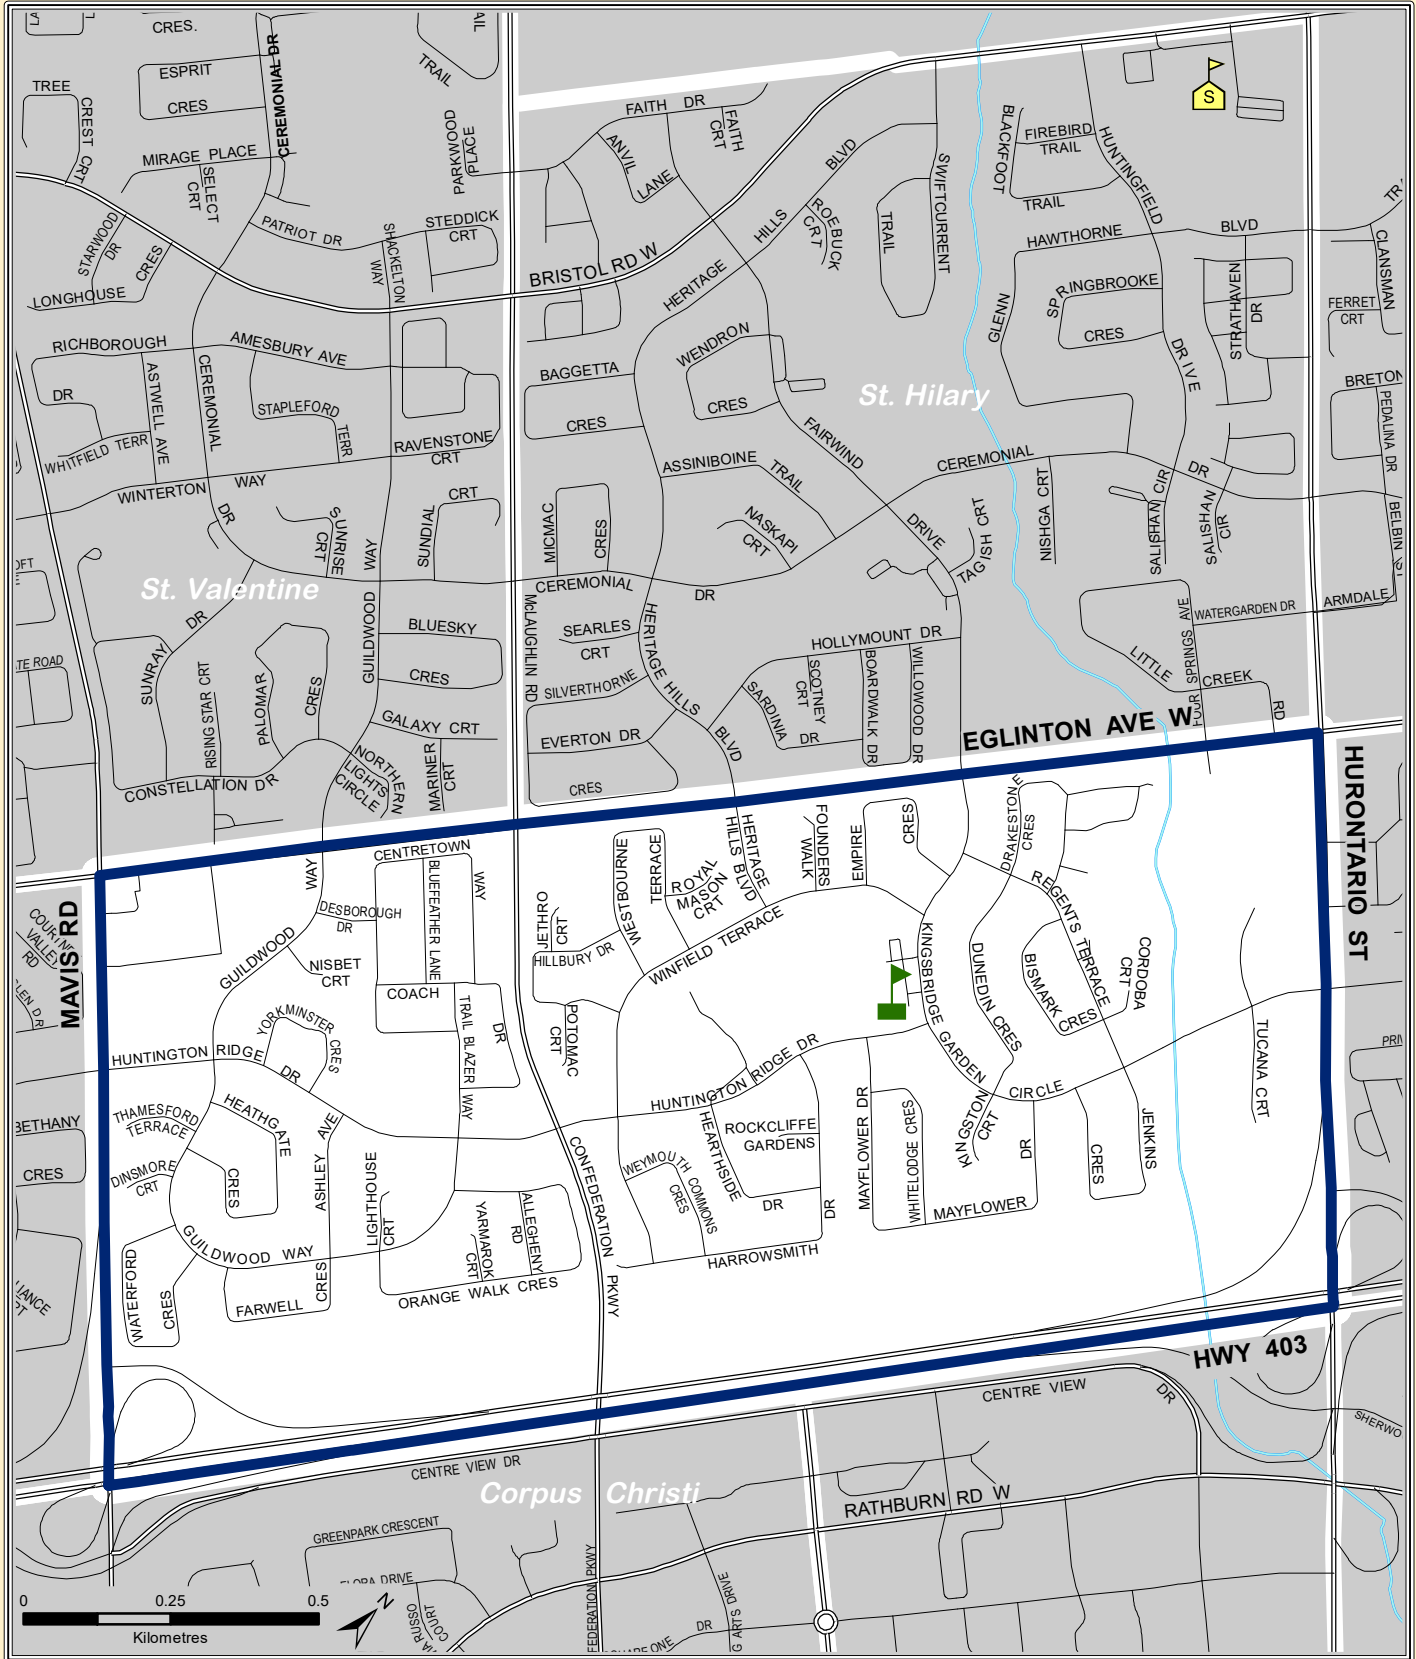 CRES.
TRAIL
TREE
CREST CRT
ESPRIT
CRES
CEREMONIAL DR
MIRAGE PLACE
SELECT
CRT
PARKWOOD
PLACE
STARWOOD
DR
CRES
LONGHOUSE
PATRIOT DR
SHACKELTON
WAY
STEDDICK
CRT
FAITH DR
FAITH
CRT
ANVIL
LANE
BRISTOL RD W
HERITAGE HILLS BLVD
ROEBUCK
CRT
TRAIL
SWIFTCURRENT
BLACKFOOT
FIREBIRD
TRAIL
TRAIL
HUNTINGFIELD
S
HAWTHORNE
BLVD
GLENN
SPRINGBROOKE
CRES
DRIVE
STRATHAVEN
DR
CLANSMAN
FERRET
CRT
BRETON
PEDALINA DR
RICHBOROUGH
DR
AMESBURY AVE
ASTWELL AVE
CEREMONIAL
STAPLEFORD
TERR
WHITFIELD TERR
WINTERTON WAY
RAVENSTONE
CRT
DR
SUNRISE
CRT
SUNDIAL
CRT
BAGGETTA
CRES
WENDRON
CRES
St. Hilary
FAIRWIND
ASSINIBOINE TRAIL
NASKAPI
CRT
MICMAC
CRES
CEREMONIAL
DR
DRIVE
TAGISH CRT
NISHGA CRT
CEREMONIAL
DR
SALISHAN CIR
SALISHAN
CIR
St. Valentine
SUNRAY DR
GUILDWOOD WAY
BLUESKY
CRES
RISING STAR CRT
PALOMAR
CRES
GALAXY CRT
MARINER
CRT
NORTHERN
LIGHTS
CIRCLE
CONSTELLATION DR
McLAUGHLIN RD
SEARLES
CRT
SILVERTHORNE
EVERTON DR
CRES
HERITAGE HILLS BLVD
HOLLYMOUNT DR
SARDINIA
DR
SCOTNEY
CRT
BOARDWALK DR
WILLOWOOD DR
WATERGARDEN DR
ARMDALE
FOUR SPRINGS AVE
LITTLE CREEK
RD
EGLINTON AVE W
HURONTARIO ST
MAVIS RD
WAY
CENTRETOWN
WAY
BLUEFEATHER LANE
DESBOROUGH
DR
GUILDWOOD
NISBET
CRT
COACH
DR
YORKMINSTER
CRES
TRAIL BLAZER WAY
HUNTINGTON RIDGE
DR
THAMESFORD
TERRACE
HEATHGATE
CRES
DINSMORE
CRT
ASHLEY AVE
LIGHTHOUSE
CRT
GUILDWOOD WAY
WATERFORD
CRES
FARWELL
CRES
YARMAROK
CRT
ALLEGHENY
RD
ORANGE WALK CRES
JETHRO
CRT
HILLBURY DR
POTOMAC
CRT
WESTBOURNE
TERRACE
ROYAL
MASON
CRT
HERITAGE
HILLS BLVD
FOUNDERS
WALK
EMPIRE
CRES
WINFIELD TERRACE
KINGSBRIDGE GARDEN
CIRCLE
DRAKESTONE
CRES
REGENTS TERRACE
DUNEDIN CRES
BISMARK
CRES
CORDOBA
CRT
TUCANA CRT
HUNTINGTON RIDGE DR
HEARTHSIDE
DR
ROCKCLIFFE
GARDENS
DR
MAYFLOWER DR
WHITELODGE CRES
MAYFLOWER
DR
KINGSTON
CRT
CRES
JENKINS
CONFEDERATION
PKWY
WEYMOUTH COMMONS
CRES
HARROWSMITH
BETHANY
CRES
HWY 403
CENTRE VIEW
DR
CENTRE VIEW DR
Corpus Christi
RATHBURN RD W
GREENPARK CRESCENT
COURT
DR
0
0.25
0.5
Kilometres
N